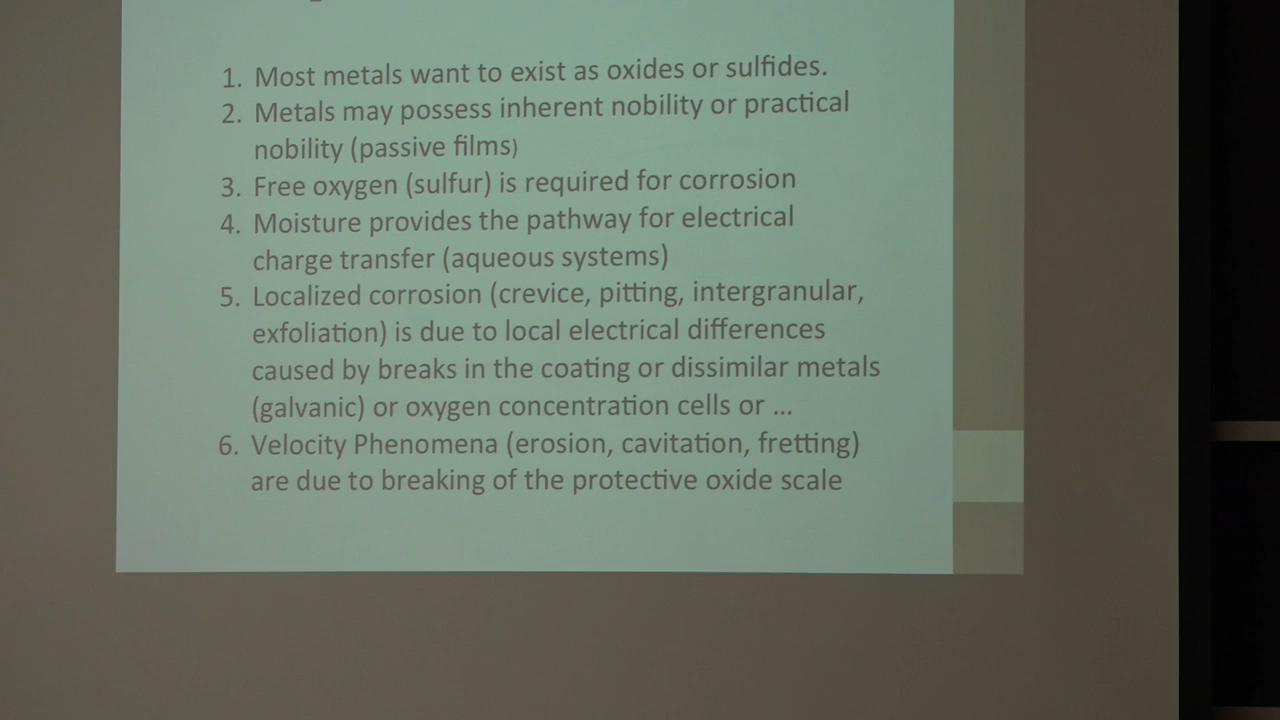 1. Most metals want to exist as oxides or sulfides.
2. Metals may possess inherent nobility or practical
nobility (passive films)
3. Free oxygen (sulfur) is required for corrosion
4. Moisture provides the pathway for electrical
charge transfer (aqueous systems)
5. Localized corrosion (crevice, pitting, intergranular,
exfoliation) is due to local electrical differences
caused by breaks in the coating or dissimilar metals
(galvanic) or oxygen concentration cells or ...
6. Velocity Phenomena (erosion, cavitation, fretting)
are due to breaking of the protective oxide scale